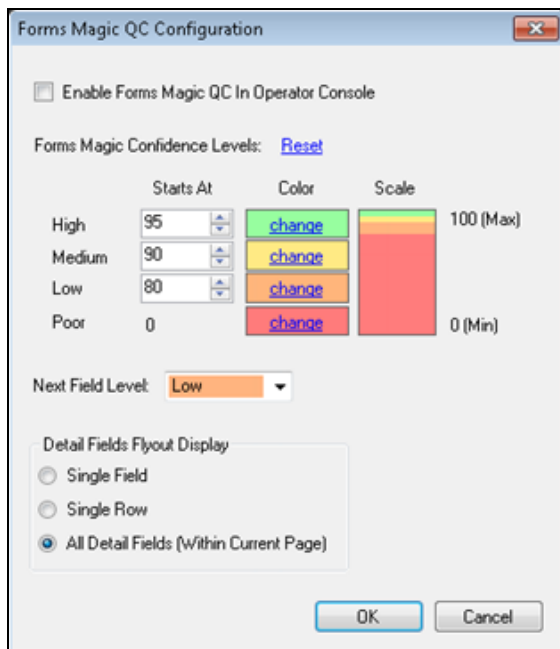 Forms Magic QC Configuration
Enable Forms Magic QC In Operator Console
Forms Magic Confidence Levels: Reset
Starts At Color Scale
High 95 change 100 (Max)
Medium 90 change
Low 80 change
Poor 0 change 0 (Min)
Next Field Level: Low
Detail Fields Flyout Display
Single Field
Single Row
All Detail Fields (Within Current Page)
OK Cancel